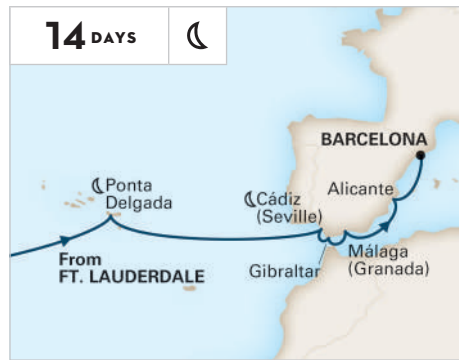 14 DAYS
BARCELONA
Ponta
Delgada
Cádiz
(Seville)
Alicante
From
FT. LAUDERDALE
Gibraltar
Málaga
(Granada)